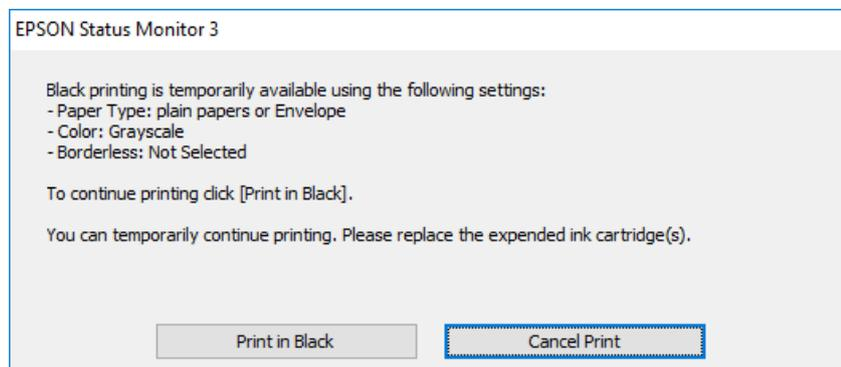 EPSON Status Monitor 3
Black printing is temporarily available using the following settings:
- Paper Type: plain papers or Envelope
- Color: Grayscale
- Borderless: Not Selected
To continue printing click [Print in Black].
You can temporarily continue printing. Please replace the expended ink cartridge(s).
Print in Black
Cancel Print